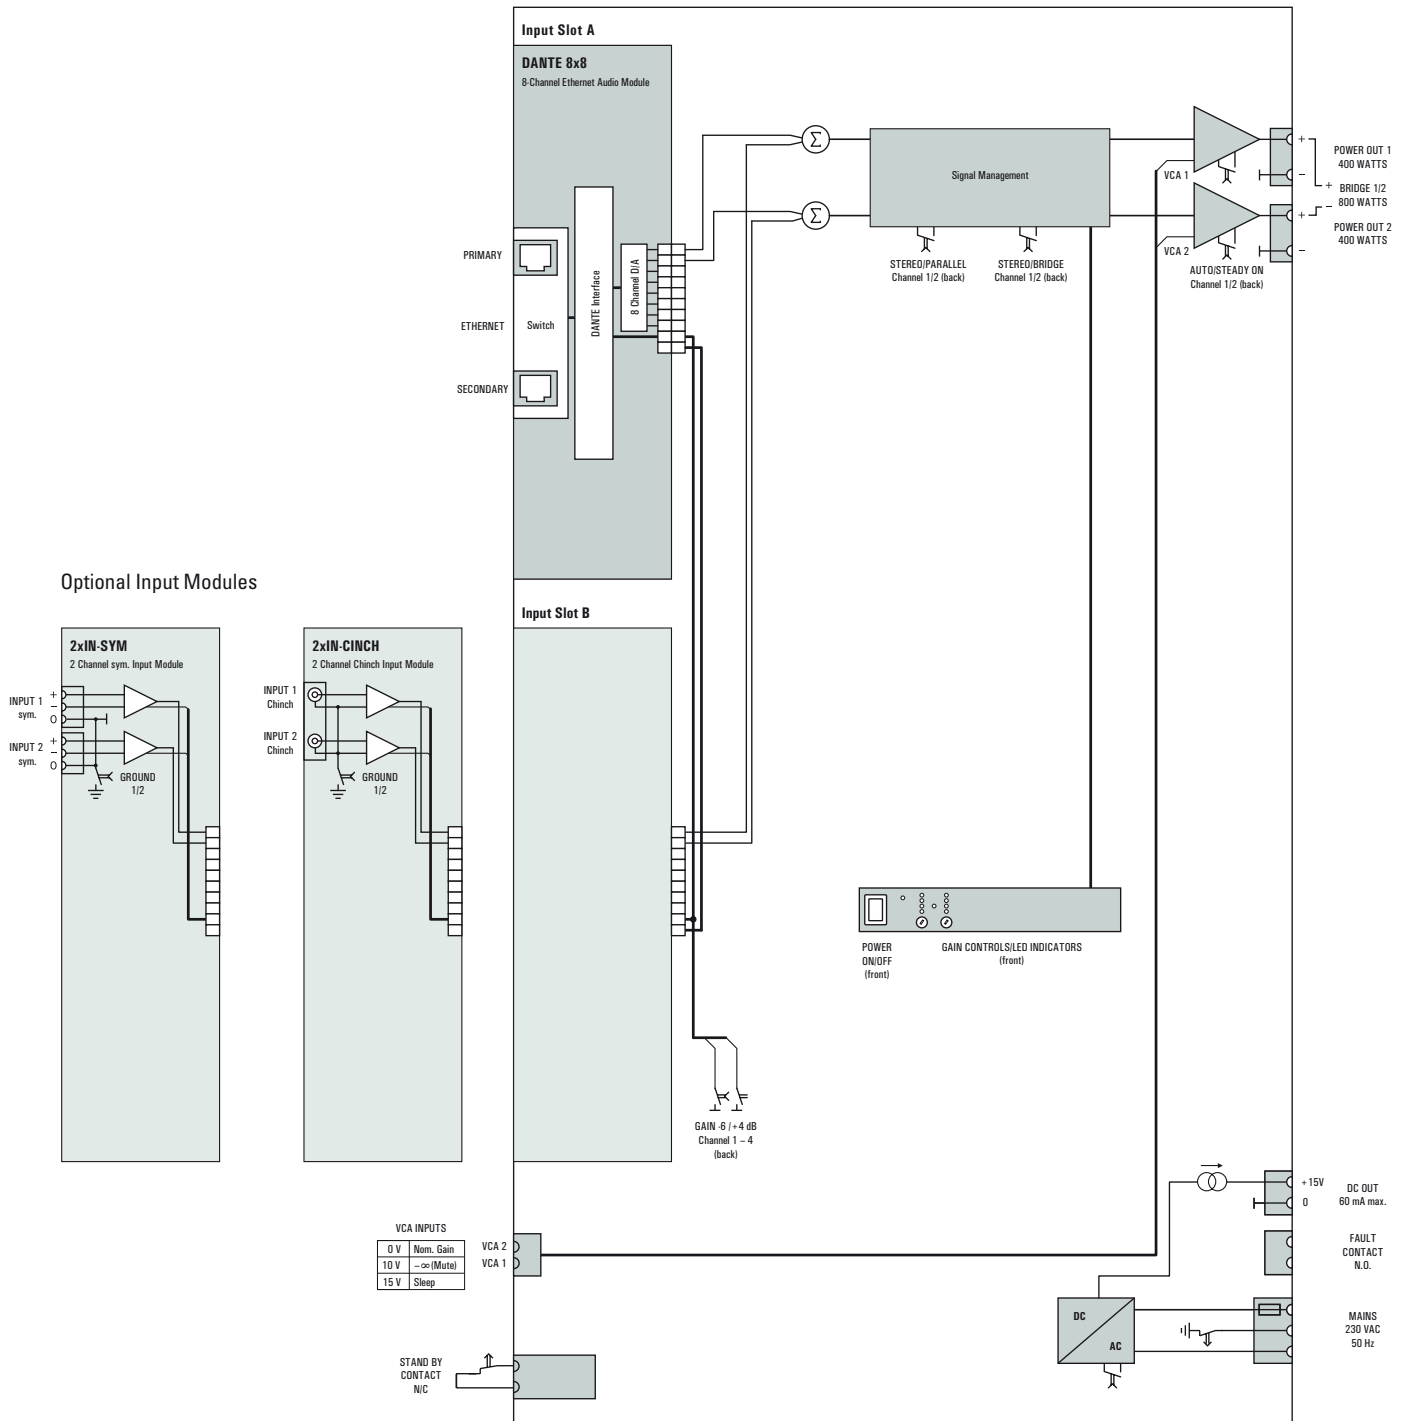 Input Slot A
DANTE 8x8
8-Channel Ethernet Audio Module
PRIMARY
ETHERNET
Switch
SECONDARY
DANTE Interface
8 Channel D/A
Σ
Σ
Signal Management
STEREO/PARALLEL
Channel 1/2 (back)
STEREO/BRIDGE
Channel 1/2 (back)
VCA 1
VCA 2
AUTO/STEADY ON
Channel 1/2 (back)
+
−
+
−
+
−
POWER OUT 1
400 WATTS
BRIDGE 1/2
800 WATTS
POWER OUT 2
400 WATTS
Optional Input Modules
2xIN-SYM
2 Channel sym. Input Module
INPUT 1
sym.
+
−
0
INPUT 2
sym.
+
−
0
GROUND
1/2
2xIN-CINCH
2 Channel Chinch Input Module
INPUT 1
Chinch
INPUT 2
Chinch
GROUND
1/2
Input Slot B
POWER
ON/OFF
(front)
GAIN CONTROLS/LED INDICATORS
(front)
GAIN -6 /+4 dB
Channel 1 – 4
(back)
VCA INPUTS
0 V Nom. Gain
10 V −∞(Mute)
15 V Sleep
VCA 2
VCA 1
STAND BY
CONTACT
N/C
+15V
0
DC OUT
60 mA max.
FAULT
CONTACT
N.O.
DC
AC
MAINS
230 VAC
50 Hz